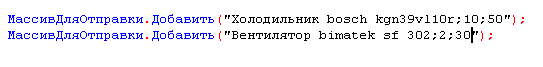 МассивДляОтправки.Добавить("Холодильник bosch kgn39vl10r;10;50");
МассивДляОтправки.Добавить("Вентилятор bimatek sf 302;2;30");